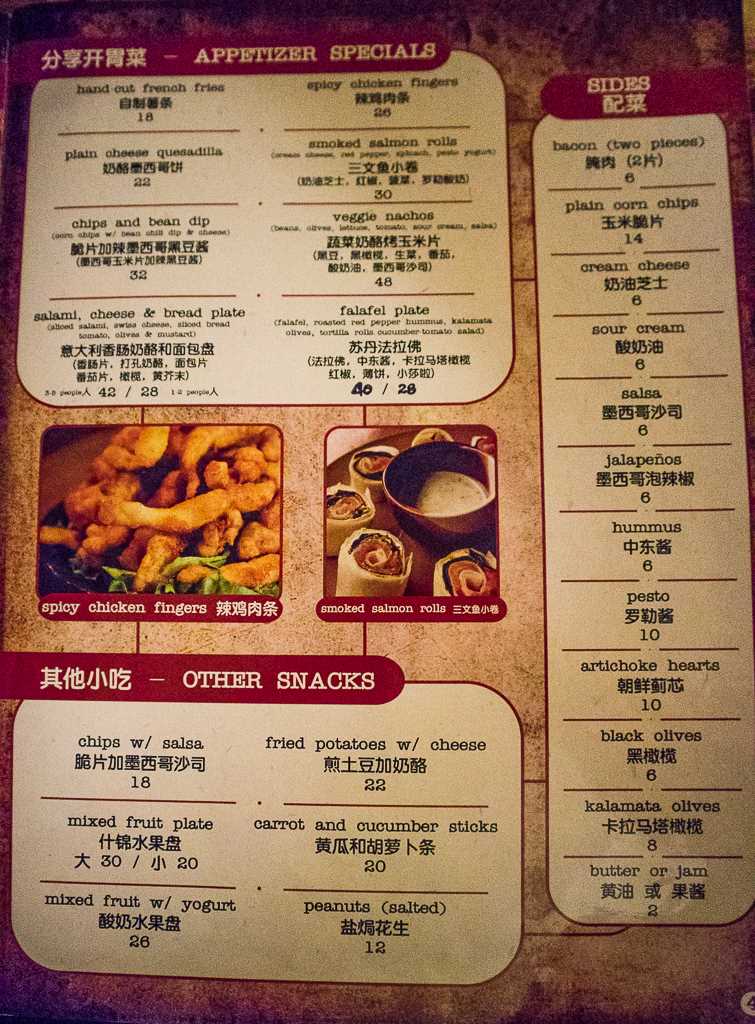 分享开胃菜 - APPETIZER SPECIALS
hand-cut french fries
自制薯条
18
spicy chicken fingers
辣鸡肉条
26
plain cheese quesadilla
奶酪墨西哥饼
22
smoked salmon rolls
(cream cheese, red pepper, spinach, pesto yogurt)
三文鱼小卷
(奶油芝士, 红椒, 菠菜, 罗勒酸奶)
30
chips and bean dip
(corn chips w/ bean chili dip & cheese)
脆片加辣墨西哥黑豆酱
(墨西哥玉米片加辣黑豆酱)
32
veggie nachos
(beans, olives, lettuce, tomato, sour cream, salsa)
蔬菜奶酪烤玉米片
(黑豆, 黑橄榄, 生菜, 番茄,
酸奶油, 墨西哥沙司)
48
salami, cheese & bread plate
(sliced salami, swiss cheese, sliced bread
tomato, olives & mustard)
意大利香肠奶酪和面包盘
(香肠片, 打孔奶酪, 面包片
番茄片, 橄榄, 黄芥末)
3-5 people人 42 / 28 1-2 people人
falafel plate
(falafel, roasted red pepper hummus, kalamata
olives, tortilla rolls cucumber-tomato salad)
苏丹法拉佛
(法拉佛, 中东酱, 卡拉马塔橄榄
红椒, 薄饼, 小莎啦)
40 / 28
spicy chicken fingers 辣鸡肉条
smoked salmon rolls 三文鱼小卷
其他小吃 - OTHER SNACKS
chips w/ salsa
脆片加墨西哥沙司
18
fried potatoes w/ cheese
煎土豆加奶酪
22
mixed fruit plate
什锦水果盘
大 30 / 小 20
carrot and cucumber sticks
黄瓜和胡萝卜条
20
mixed fruit w/ yogurt
酸奶水果盘
26
peanuts (salted)
盐焗花生
12
SIDES
配菜
bacon (two pieces)
腌肉 (2片)
6
plain corn chips
玉米脆片
14
cream cheese
奶油芝士
6
sour cream
酸奶油
6
salsa
墨西哥沙司
6
jalapeños
墨西哥泡辣椒
6
hummus
中东酱
6
pesto
罗勒酱
10
artichoke hearts
朝鲜蓟芯
10
black olives
黑橄榄
6
kalamata olives
卡拉马塔橄榄
8
butter or jam
黄油 或 果酱
2